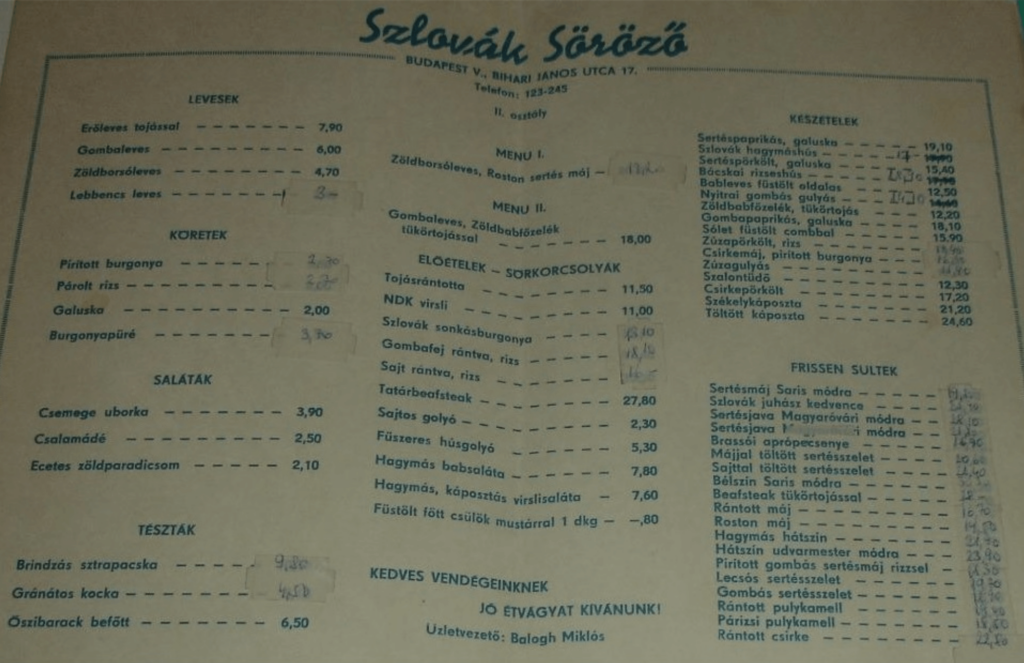 Szlovák Söröző
BUDAPEST V., BIHARI JÁNOS UTCA 17.
Telefon: 123-245
II. osztály
LEVESEK
Erőleves tojással 7,90
Gombaleves 6,00
Zöldborsóleves 4,70
Lebbencs leves
KÖRETEK
Pirított burgonya
Párolt rizs
Galuska 2,00
Burgonyapüré
SALÁTÁK
Csemege uborka 3,90
Csalamádé 2,50
Ecetes zöldparadicsom 2,10
TÉSZTÁK
Brindzás sztrapacska 9,80
Gránátos kocka 4,50
Őszibarack befőtt 6,50
MENÜ I.
Zöldborsóleves, Roston sertés máj
MENÜ II.
Gombaleves, Zöldbabfőzelék
tükörtojással 18,00
ELŐÉTELEK – SÖRKORCSOLYÁK
Tojásrántotta 11,50
NDK virsli 11,00
Szlovák sonkásburgonya
Gombafej rántva, rizs
Sajt rántva, rizs
Tatárbeafsteak 27,80
Sajtos golyó 2,30
Fűszeres húsgolyó 5,30
Hagymás babsaláta 7,80
Hagymás, káposztás virslisaláta 7,60
Füstölt főtt csülök mustárral 1 dkg –,80
KEDVES VENDÉGEINKNEK
JÓ ÉTVÁGYAT KIVÁNUNK!
Üzletvezető: Balogh Miklós
KÉSZÉTELEK
Sertéspaprikás, galuska 19,10
Szlovák hagymáshús
Sertéspörkölt, galuska 15,40
Bácskai rizseshús
Bableves füstölt oldalas 12,50
Nyitrai gombás gulyás
Zöldbabfőzelék, tükörtojás 12,20
Gombapaprikás, galuska 18,10
Sólet füstölt combbal 15,90
Zúzapörkölt, rizs
Csirkemáj, pirított burgonya
Zúzagulyás
Szalontüdő 12,30
Csirkepörkölt 17,20
Székelykáposzta 21,20
Töltött káposzta 24,60
FRISSEN SÜLTEK
Sertésmáj Saris módra
Szlovák juhász kedvence
Sertésjava Magyaróvári módra
Sertésjava módra
Brassói aprópecsenye
Májjal töltött sertésszelet
Sajttal töltött sertésszelet
Bélszín Saris módra
Beafsteak tükörtojással
Rántott máj
Roston máj
Hagymás hátszín
Hátszín udvarmester módra 23,90
Pirított gombás sertésmáj rizzsel
Lecsós sertésszelet
Gombás sertésszelet
Rántott pulykamell
Párizsi pulykamell
Rántott csirke